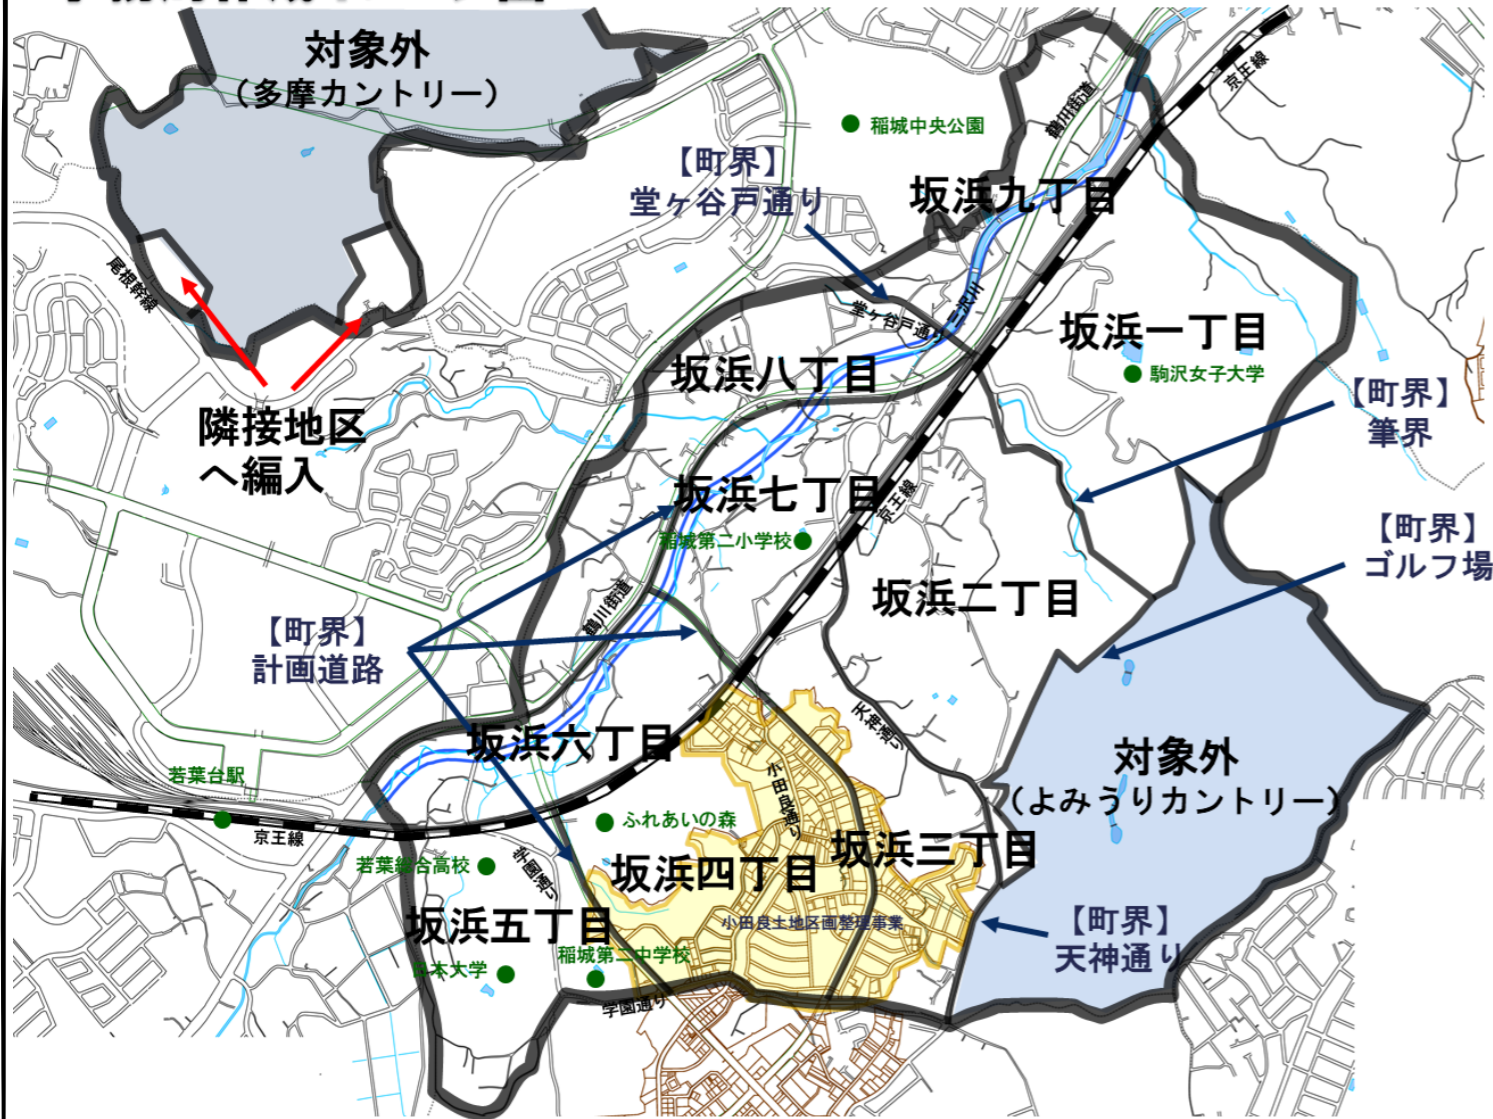 対象外
（多摩カントリー）
稲城中央公園
鶴川街道
京王線
【町界】
堂ヶ谷戸通り
坂浜九丁目
尾根幹線
堂ヶ谷戸通り
三沢川
坂浜一丁目
駒沢女子大学
坂浜八丁目
隣接地区
へ編入
【町界】
筆界
坂浜七丁目
京王線
稲城第二小学校
【町界】
ゴルフ場
坂浜二丁目
鶴川街道
【町界】
計画道路
天神通り
坂浜六丁目
若葉台駅
京王線
小田良通り
対象外
（よみうりカントリー）
ふれあいの森
若葉総合高校
学園通り
坂浜四丁目
坂浜三丁目
坂浜五丁目
小田良土地区画整理事業
【町界】
天神通り
稲城第二中学校
日本大学
学園通り